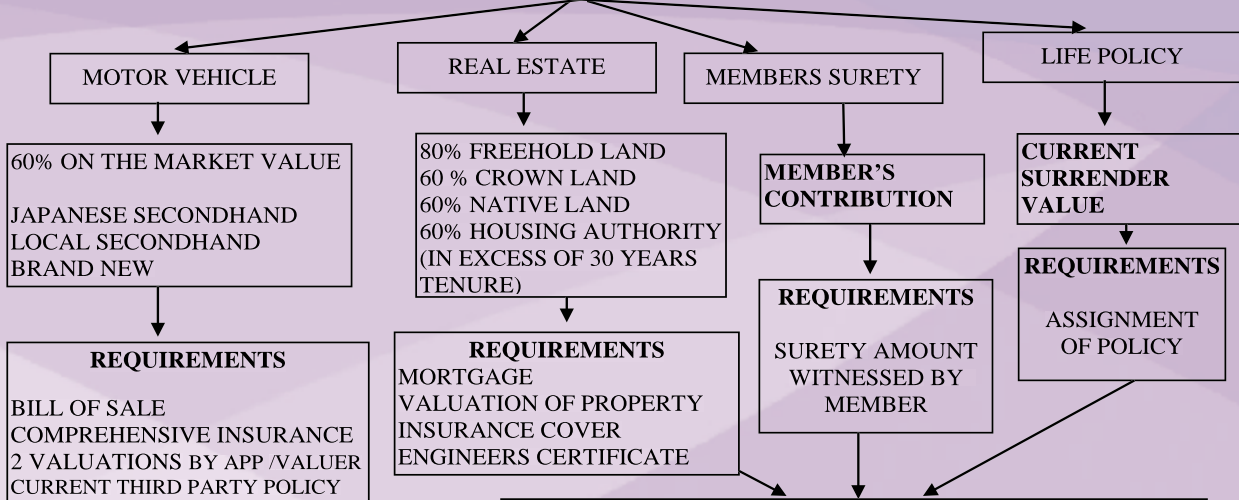 MOTOR VEHICLE
60% ON THE MARKET VALUE
JAPANESE SECONDHAND
LOCAL SECONDHAND
BRAND NEW
REQUIREMENTS
BILL OF SALE
COMPREHENSIVE INSURANCE
2 VALUATIONS BY APP /VALUER
CURRENT THIRD PARTY POLICY
REAL ESTATE
80% FREEHOLD LAND
60 % CROWN LAND
60% NATIVE LAND
60% HOUSING AUTHORITY
(IN EXCESS OF 30 YEARS
TENURE)
REQUIREMENTS
MORTGAGE
VALUATION OF PROPERTY
INSURANCE COVER
ENGINEERS CERTIFICATE
MEMBERS SURETY
MEMBER'S
CONTRIBUTION
REQUIREMENTS
SURETY AMOUNT
WITNESSED BY
MEMBER
LIFE POLICY
CURRENT
SURRENDER
VALUE
REQUIREMENTS
ASSIGNMENT
OF POLICY